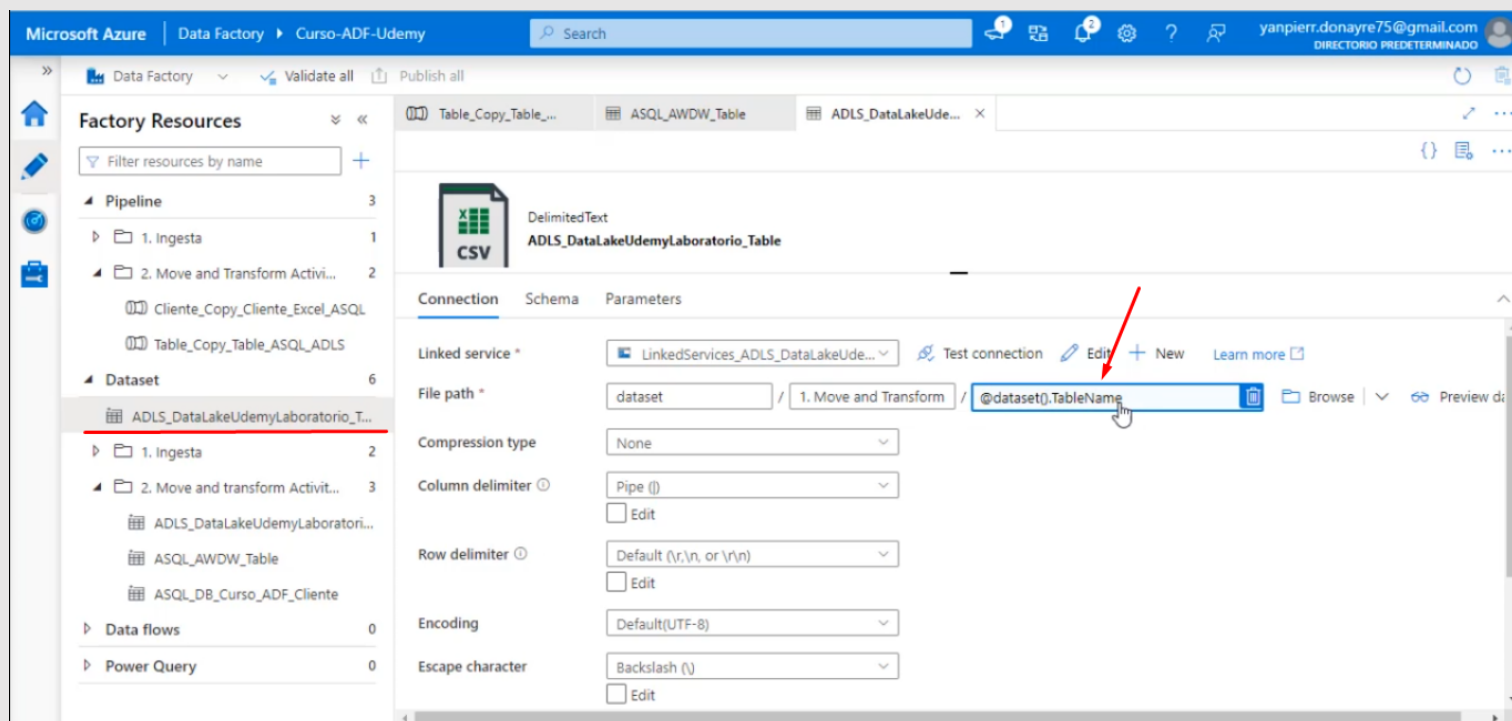 Microsoft Azure | Data Factory Curso-ADF-Udemy Search 1 2 ? yanpierr.donayre75@gmail.com
DIRECTORIO PREDETERMINADO
Data Factory Validate all Publish all
Factory Resources
Filter resources by name
Pipeline 3
1. Ingesta 1
2. Move and Transform Activi... 2
Cliente_Copy_Cliente_Excel_ASQL
Table_Copy_Table_ASQL_ADLS
Dataset 6
ADLS_DataLakeUdemyLaboratorio_T...
1. Ingesta 2
2. Move and transform Activit... 3
ADLS_DataLakeUdemyLaboratori...
ASQL_AWDW_Table
ASQL_DB_Curso_ADF_Cliente
Data flows 0
Power Query 0
Table_Copy_Table_... ASQL_AWDW_Table ADLS_DataLakeUde...
{}
CSV
DelimitedText
ADLS_DataLakeUdemyLaboratorio_Table
Connection Schema Parameters
Linked service * LinkedServices_ADLS_DataLakeUde... Test connection Edit New Learn more
File path * dataset / 1. Move and Transform / @dataset().TableName Browse Preview da
Compression type None
Column delimiter Pipe (|)
Edit
Row delimiter Default (\r,\n, or \r\n)
Edit
Encoding Default(UTF-8)
Escape character Backslash (\)
Edit